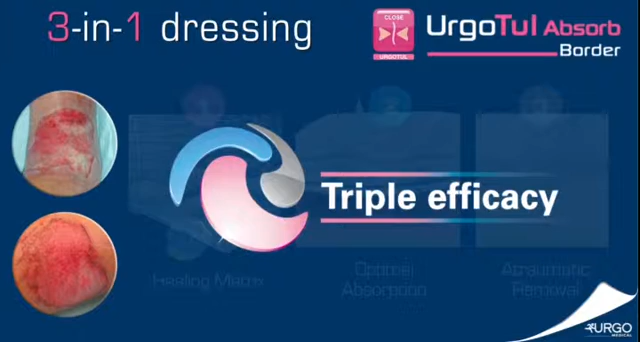 3-in-1 dressing
CLOSE
URGOTUL
UrgoTul Absorb
Border
Triple efficacy
Healing Matrix
Optimal
Absorption
Atraumatic
Removal
URGO
MEDICAL